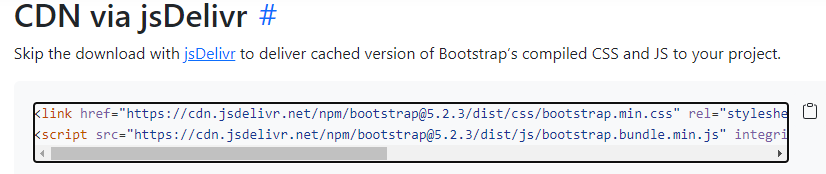 CDN via jsDelivr #
Skip the download with jsDelivr to deliver cached version of Bootstrap's compiled CSS and JS to your project.
<link href="https://cdn.jsdelivr.net/npm/bootstrap@5.2.3/dist/css/bootstrap.min.css" rel="styleshe
<script src="https://cdn.jsdelivr.net/npm/bootstrap@5.2.3/dist/js/bootstrap.bundle.min.js" integri